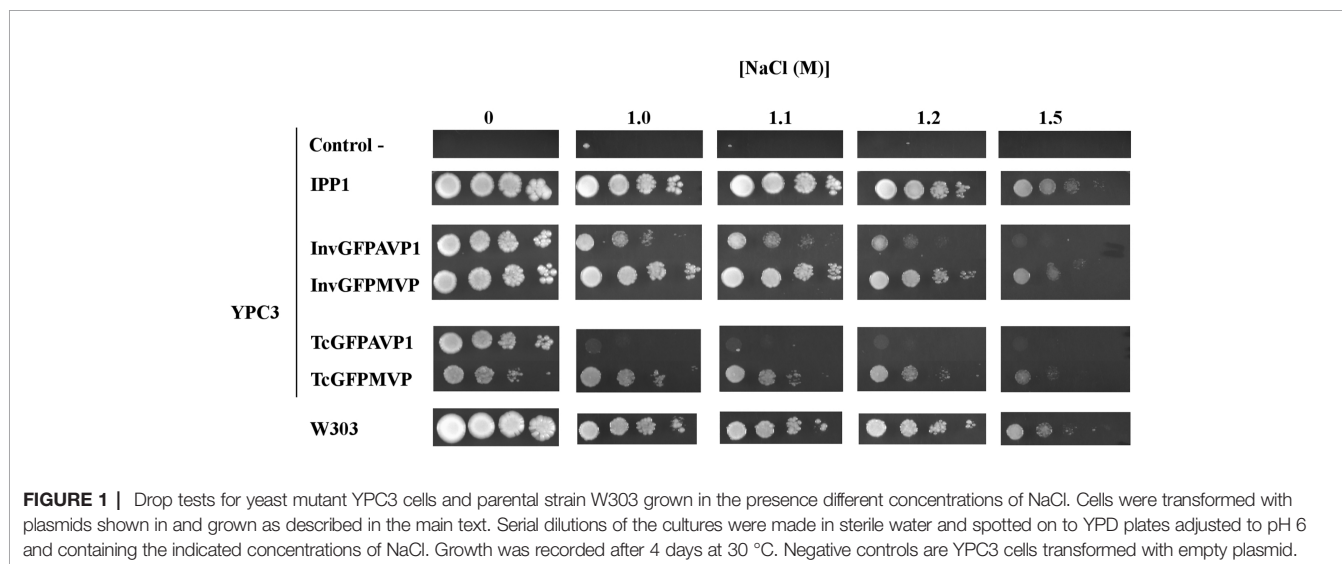 [NaCl (M)]
0 1.0 1.1 1.2 1.5
Control -
IPP1
InvGFPAVP1
InvGFPMVP
YPC3
TcGFPAVP1
TcGFPMVP
W303
FIGURE 1 | Drop tests for yeast mutant YPC3 cells and parental strain W303 grown in the presence different concentrations of NaCl. Cells were transformed with
plasmids shown in and grown as described in the main text. Serial dilutions of the cultures were made in sterile water and spotted on to YPD plates adjusted to pH 6
and containing the indicated concentrations of NaCl. Growth was recorded after 4 days at 30 °C. Negative controls are YPC3 cells transformed with empty plasmid.